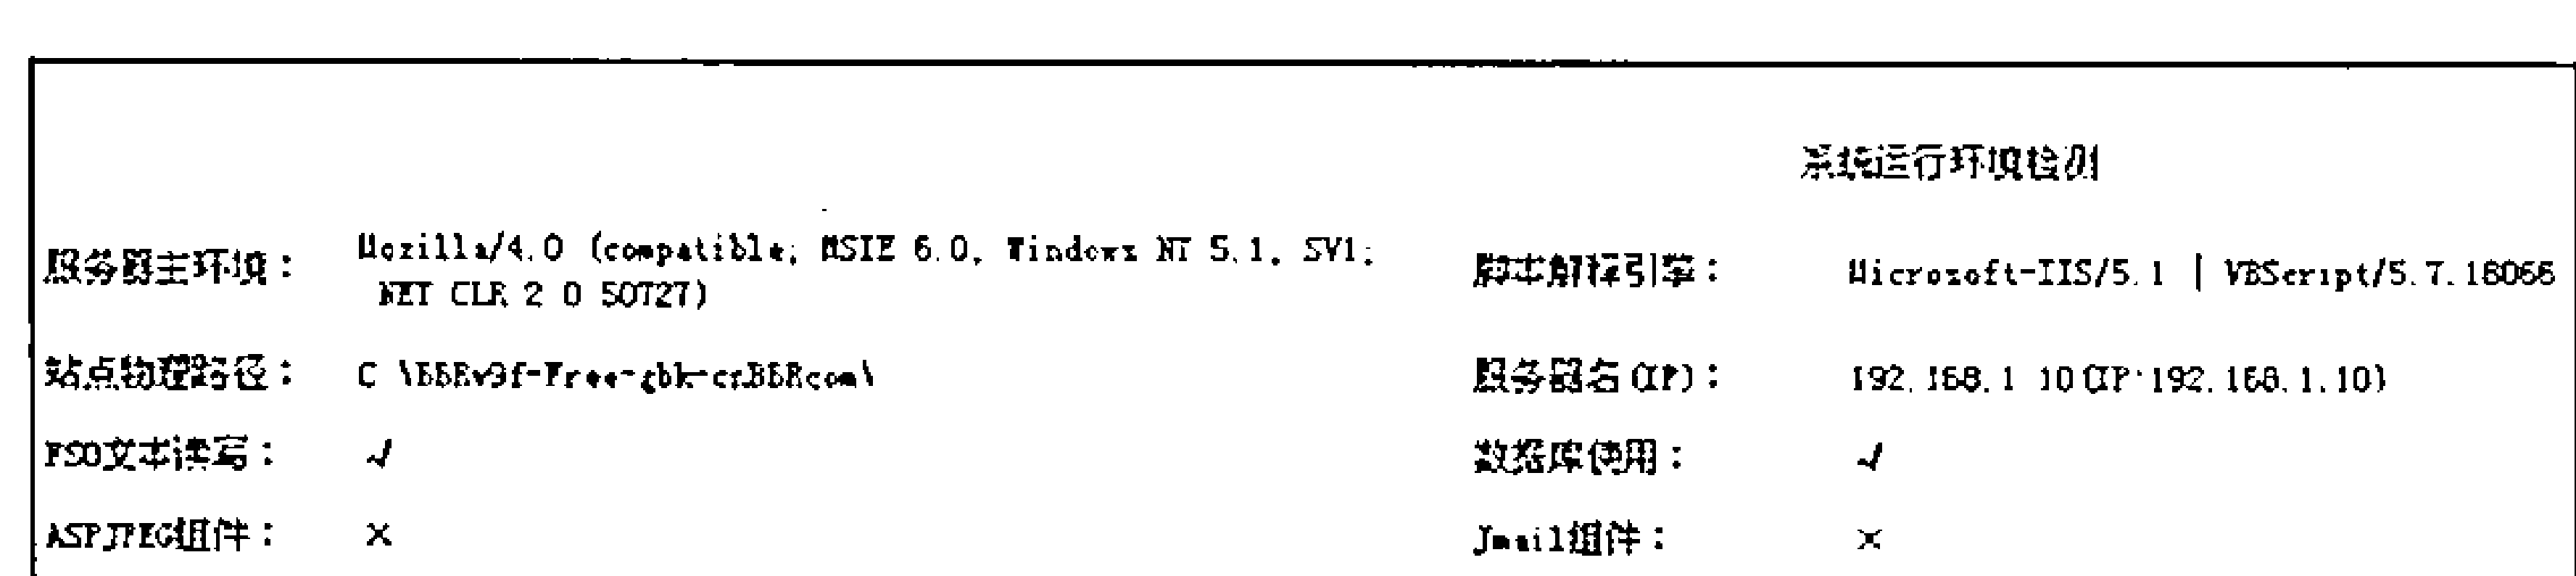 系统运行环境检测
服务器主环境： Mozilla/4.0 (compatible; MSIE 6.0; Windows NT 5.1; SV1; 脚本解释引擎： Microsoft-IIS/5.1 | VBScript/5.7.18066
NET CLR 2 0 50727)
站点物理路径： 服务器名(IP)： 192.168.1 10(IP:192.168.1.10)
FSO文本读写： √ 数据库使用： √
ASPJPEG组件： × Jmail组件： ×